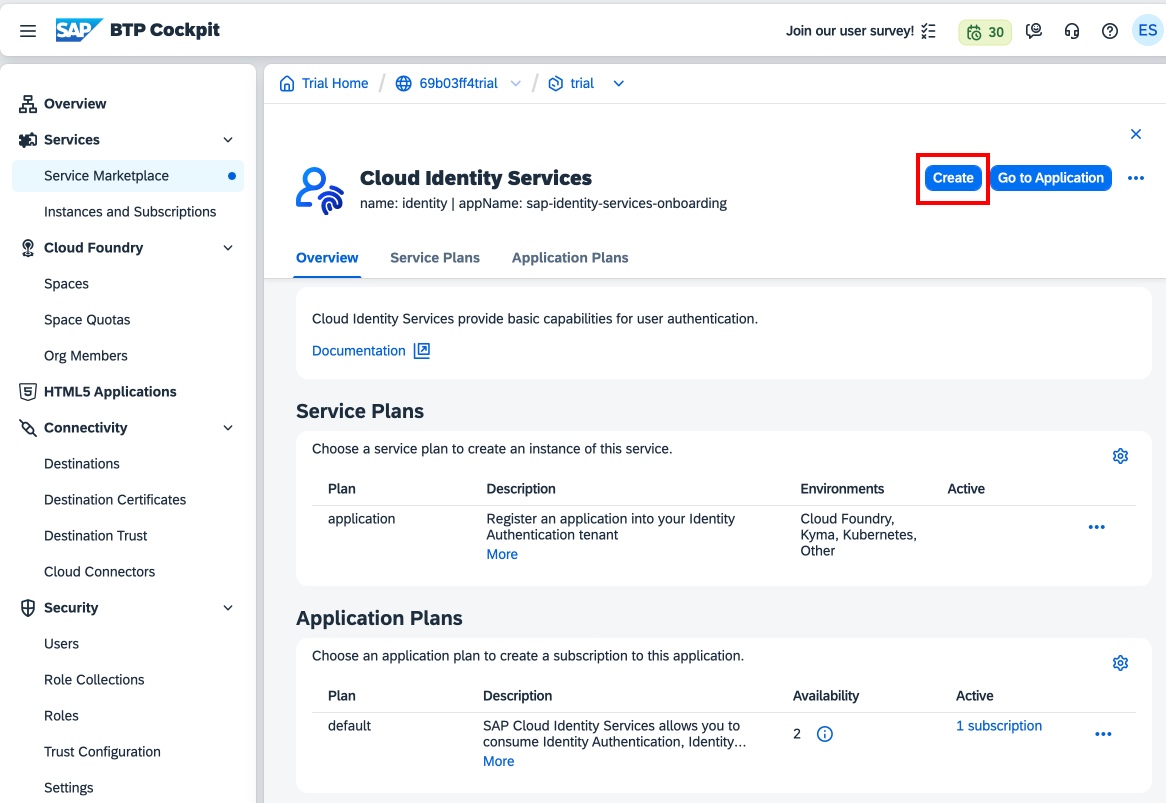 SAP BTP Cockpit
Join our user survey!
30
ES
Overview
Services
Service Marketplace
Instances and Subscriptions
Cloud Foundry
Spaces
Space Quotas
Org Members
5 HTML5 Applications
Connectivity
Destinations
Destination Certificates
Destination Trust
Cloud Connectors
Security
Users
Role Collections
Roles
Trust Configuration
Settings
Trial Home / 69b03ff4trial / trial
Cloud Identity Services
name: identity | appName: sap-identity-services-onboarding
Create
Go to Application
Overview Service Plans Application Plans
Cloud Identity Services provide basic capabilities for user authentication.
Documentation
Service Plans
Choose a service plan to create an instance of this service.
Plan Description Environments Active
application
Register an application into your Identity
Authentication tenant
More
Cloud Foundry,
Kyma, Kubernetes,
Other
Application Plans
Choose an application plan to create a subscription to this application.
Plan Description Availability Active
default
SAP Cloud Identity Services allows you to
consume Identity Authentication, Identity...
More
2
1 subscription